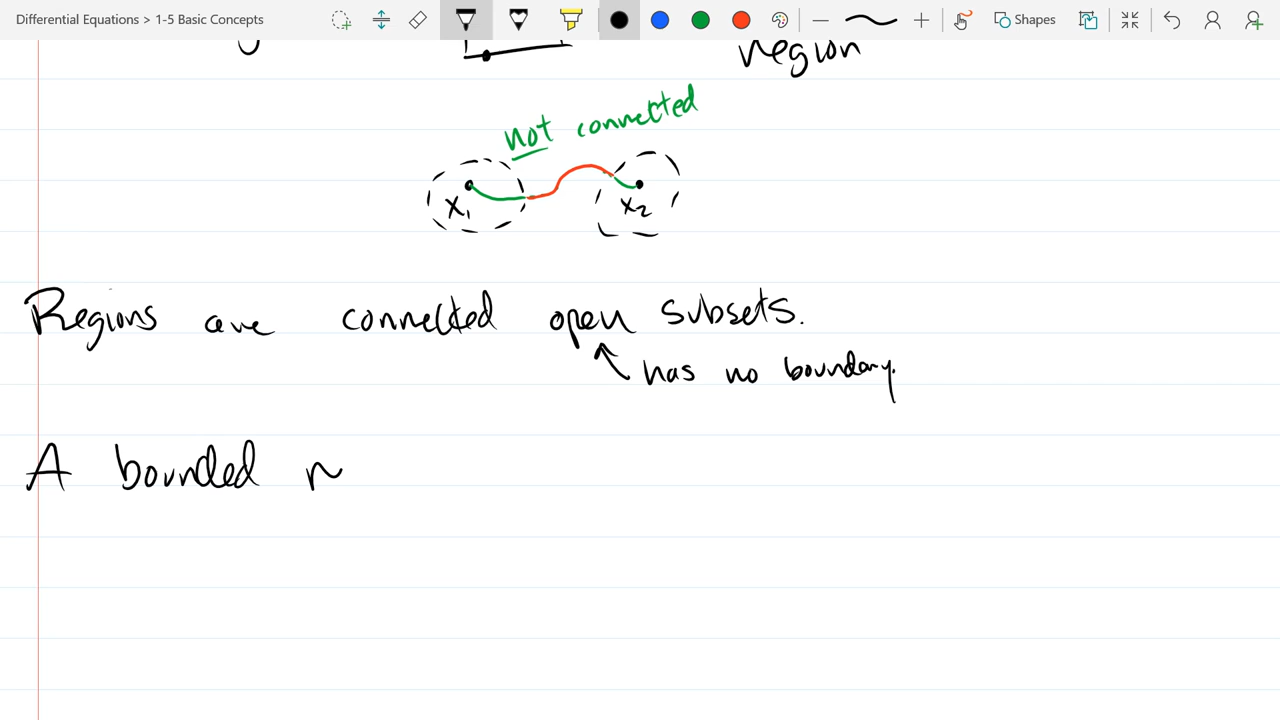 Differential Equations > 1-5 Basic Concepts
Shapes
region
not connected
x₁ x₂
Regions are connected open subsets.
has no boundary.
A bounded r